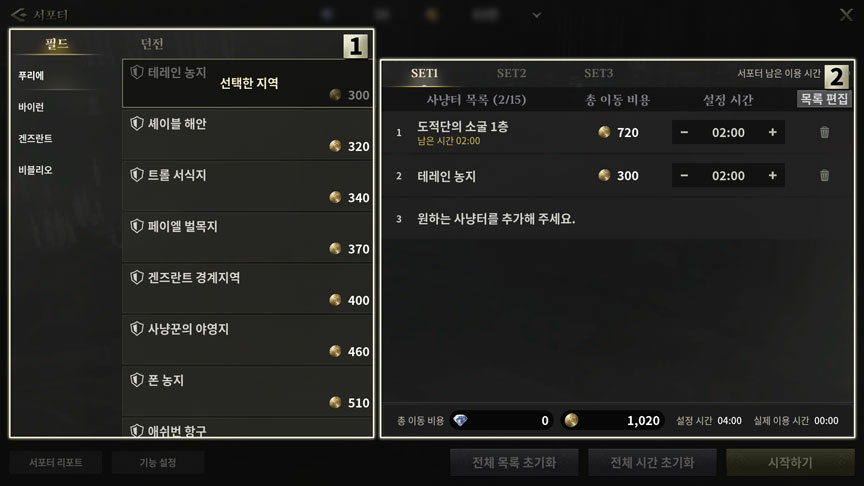 서포터
필드 던전
1
푸리에
바이런
겐즈란트
비블리오
테레인 농지
선택한 지역
300
셰이블 해안
320
트롤 서식지
340
페이엘 벌목지
370
겐즈란트 경계지역
400
사냥꾼의 야영지
460
폰 농지
510
애쉬번 항구
SET1 SET2 SET3 서포터 남은 이용 시간
2
사냥터 목록 (2/15) 총 이동 비용 설정 시간 목록 편집
1 도적단의 소굴 1층 720 − 02:00 +
남은 시간 02:00
2 테레인 농지 300 − 02:00 +
3 원하는 사냥터를 추가해 주세요.
총 이동 비용 0 1,020 설정 시간 04:00 실제 이용 시간 00:00
서포터 리포트 기능 설정 전체 목록 초기화 전체 시간 초기화 시작하기